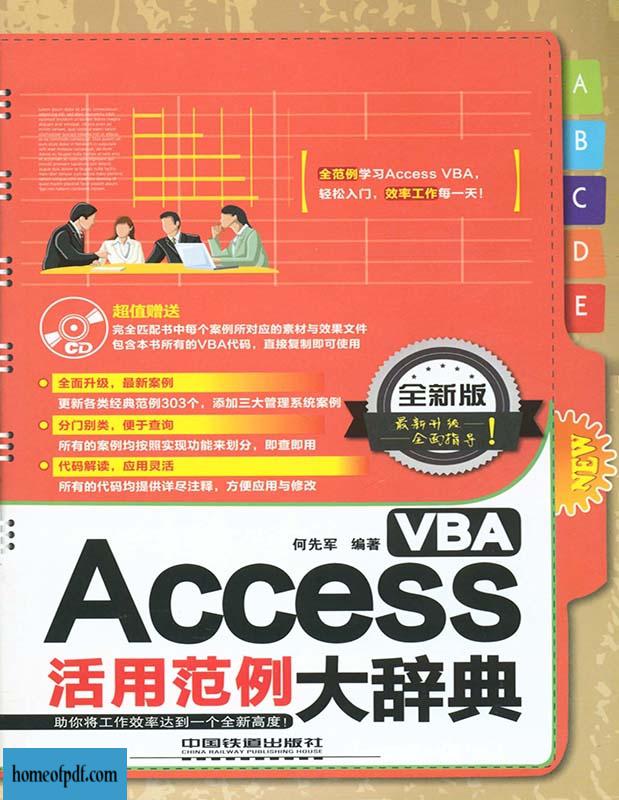 A
B
C
D
E
全范例学习Access VBA，
轻松入门，效率工作每一天！
CD
超值赠送
完全匹配书中每个案例所对应的素材与效果文件
包含本书所有的VBA代码，直接复制即可使用
全面升级，最新案例
更新各类经典范例303个，添加三大管理系统案例
分门别类，便于查询
所有的案例均按照实现功能来划分，即查即用
代码解读，应用灵活
所有的代码均提供详尽注释，方便应用与修改
全新版
最新升级
全面指导！
NEW
何先军 编著
VBA
Access
活用范例大辞典
助你将工作效率达到一个全新高度！
中国铁道出版社
CHINA RAILWAY PUBLISHING HOUSE
homeofpdf.com